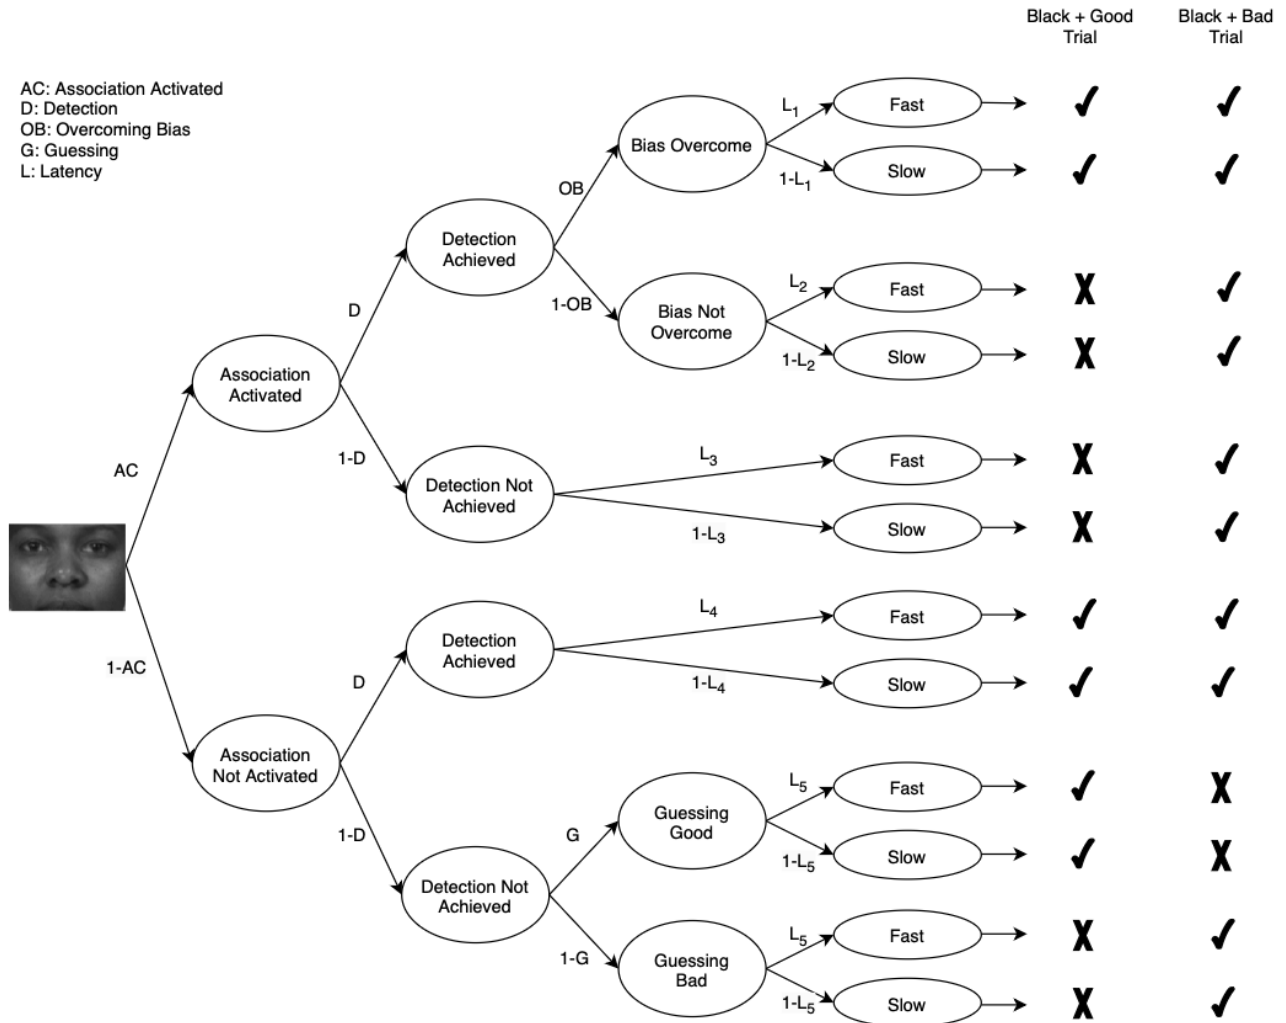 Black + Good
Trial
Black + Bad
Trial
AC: Association Activated
D: Detection
OB: Overcoming Bias
G: Guessing
L: Latency
L1
Fast
Bias Overcome
1-L1
Slow
OB
Detection
Achieved
1-OB
L2
Fast
Bias Not
Overcome
1-L2
Slow
D
Association
Activated
1-D
L3
Fast
Detection Not
Achieved
1-L3
Slow
AC
1-AC
L4
Fast
Detection
Achieved
1-L4
Slow
D
Association
Not Activated
1-D
L5
Fast
Guessing
Good
1-L5
Slow
G
Detection Not
Achieved
1-G
L5
Fast
Guessing
Bad
1-L5
Slow